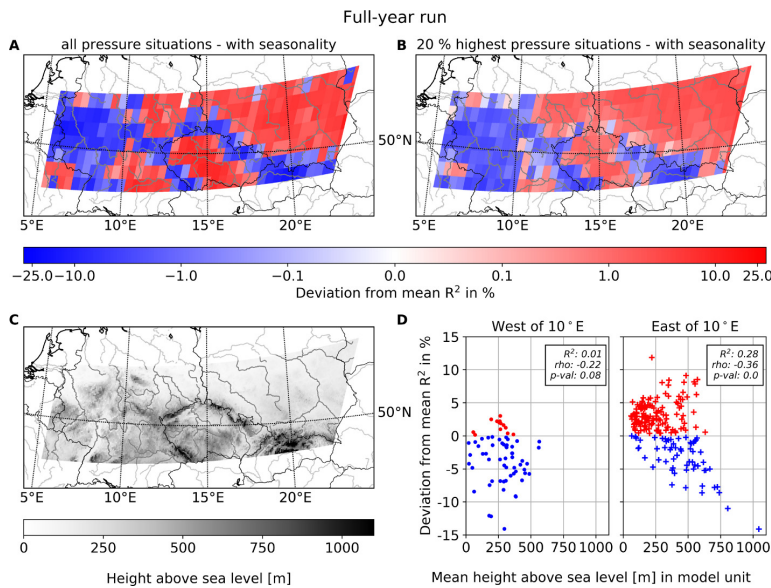 Full-year run
A
all pressure situations - with seasonality
B
20 % highest pressure situations - with seasonality
50°N
50°N
5°E
10°E
15°E
20°E
5°E
10°E
15°E
20°E
−25.0
−10.0
−1.0
−0.1
0.0
0.1
1.0
10.0
25.0
Deviation from mean R² in %
C
50°N
5°E
10°E
15°E
20°E
0
250
500
750
1000
Height above sea level [m]
D
West of 10°E
East of 10°E
R²: 0.01
rho: -0.22
p-val: 0.08
R²: 0.28
rho: -0.36
p-val: 0.0
Deviation from mean R² in %
15
10
5
0
-5
-10
-15
0
250
500
750
1000
0
250
500
750
1000
Mean height above sea level [m] in model unit